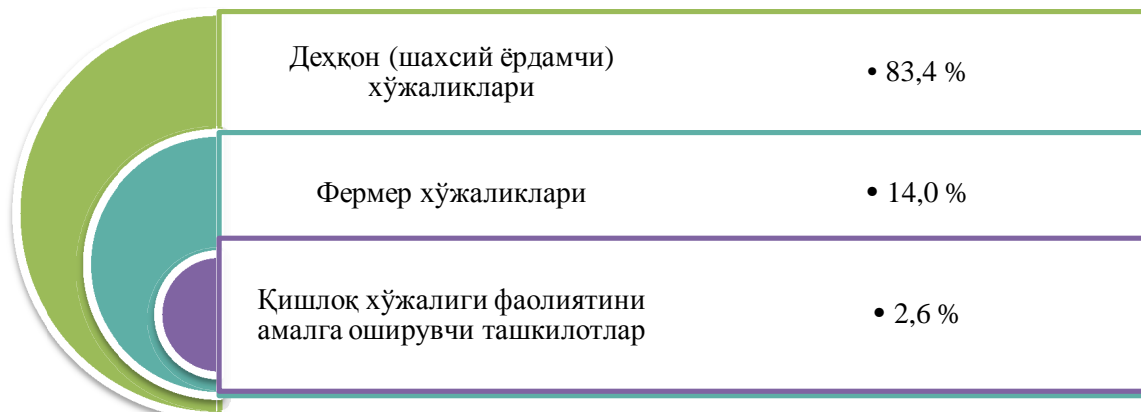 Деҳқон (шахсий ёрдамчи)
хўжаликлари
• 83,4 %
Фермер хўжаликлари
• 14,0 %
Қишлоқ хўжалиги фаолиятини
амалга оширувчи ташкилотлар
• 2,6 %